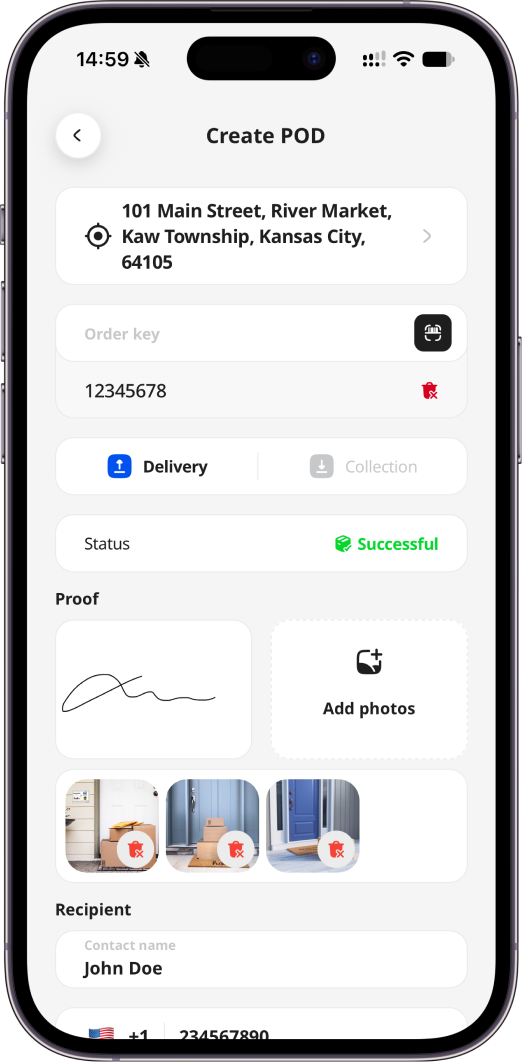 14:59
Create POD
101 Main Street, River Market,
Kaw Township, Kansas City,
64105
Order key
12345678
Delivery
Collection
Status
Successful
Proof
Add photos
Recipient
Contact name
John Doe
+1 234567890